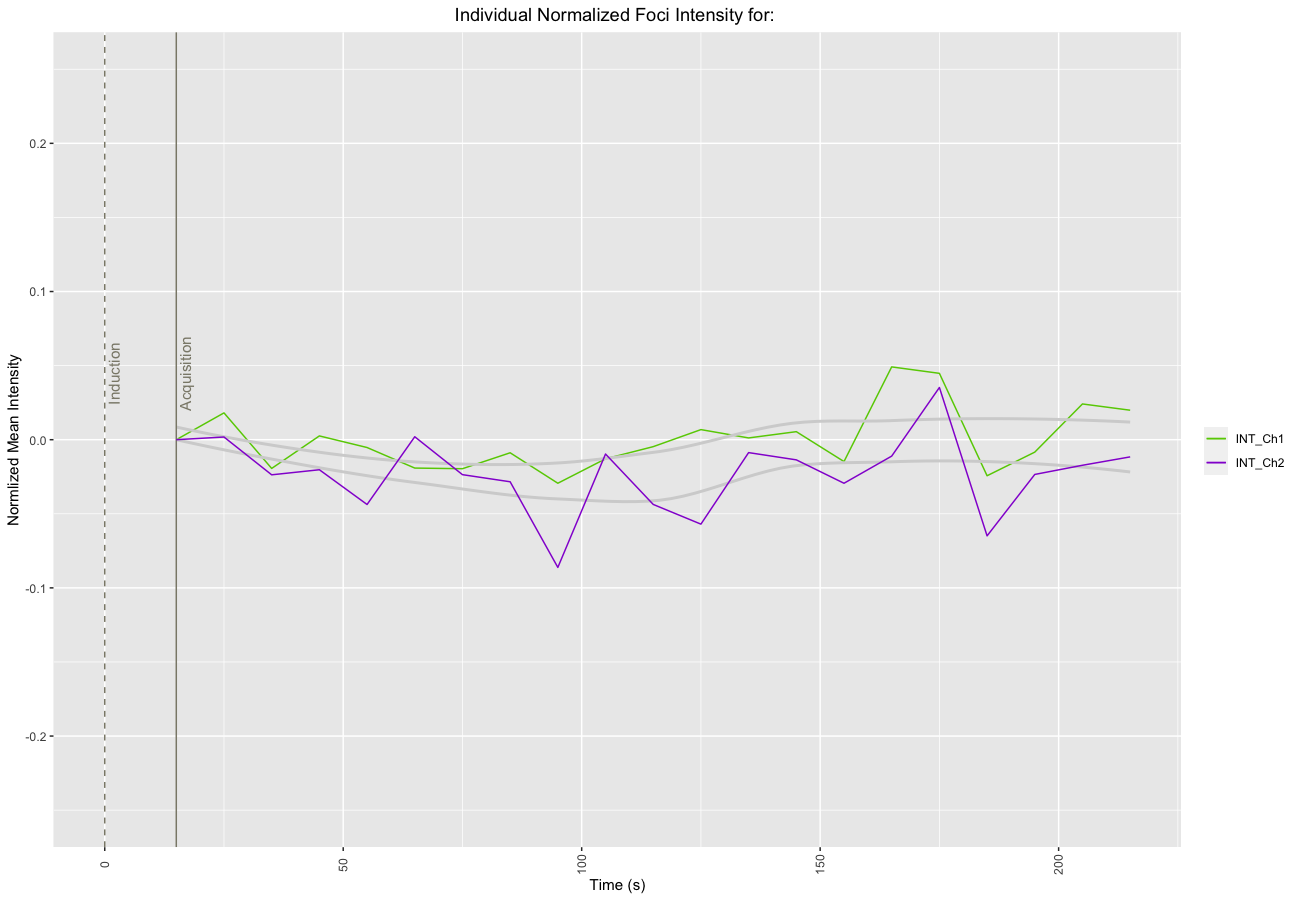 Individual Normalized Foci Intensity for:
Normlized Mean Intensity
0.2
0.1
0.0
-0.1
-0.2
Induction
Acquisition
INT_Ch1
INT_Ch2
0
50
100
150
200
Time (s)